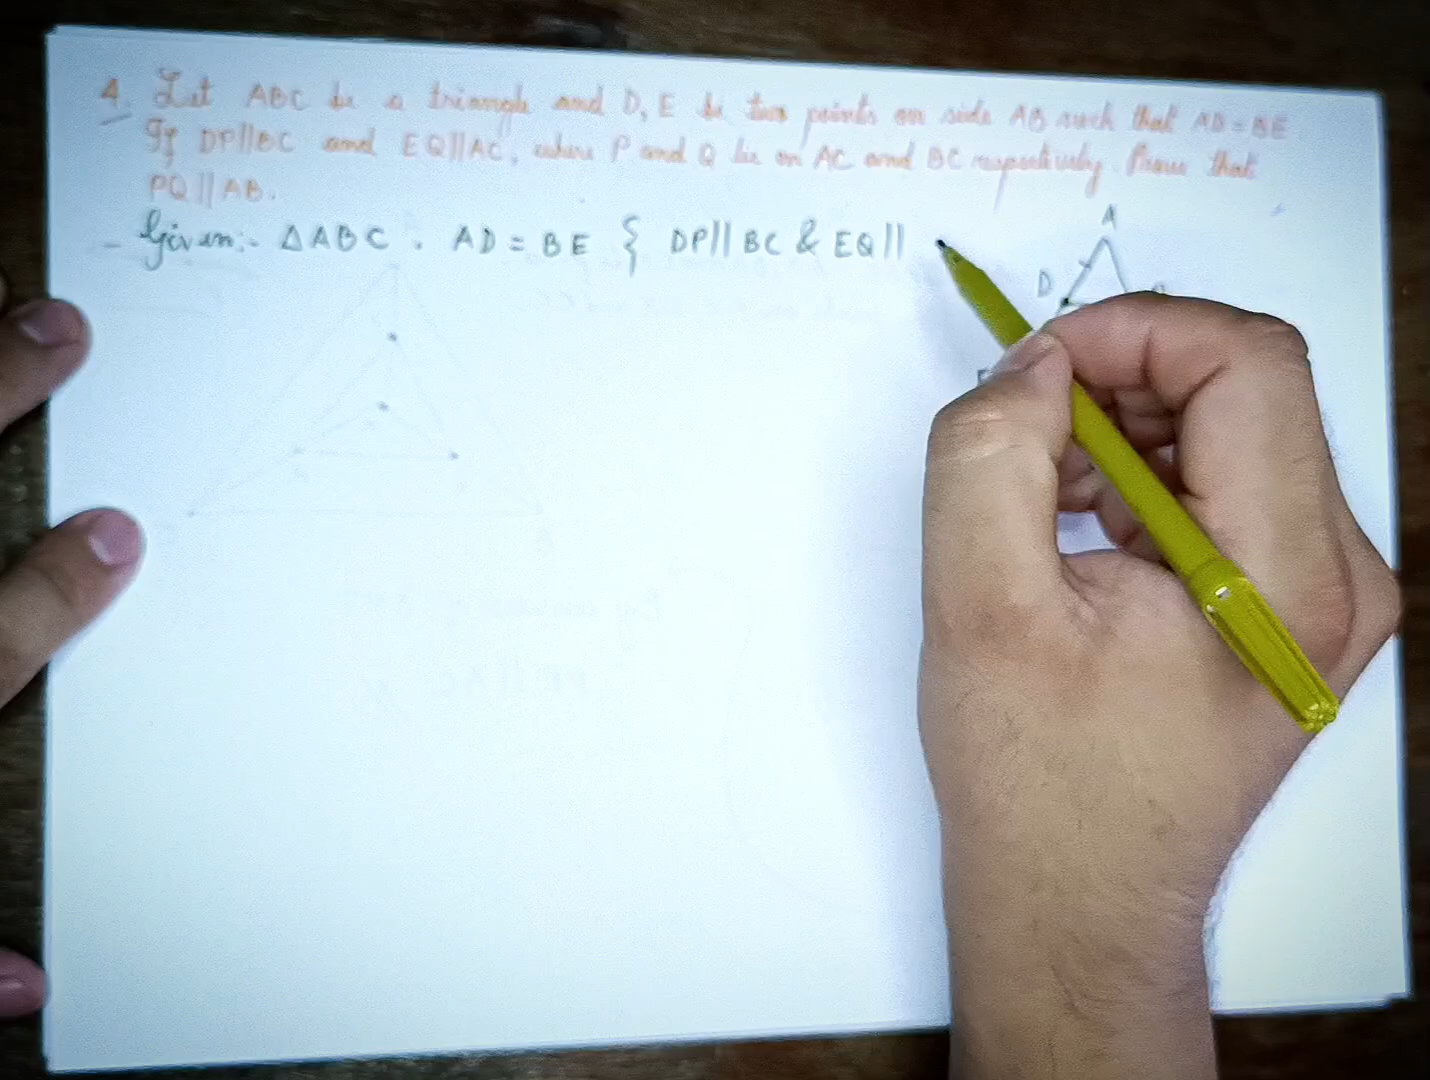 4. Let ABC be a triangle and D, E be two points on side AB such that AD = BE
If DP||BC and EQ||AC, where P and Q lie on AC and BC respectively. Prove that
PQ || AB.
- Given:- △ABC . AD = BE { DP|| BC & EQ||
A
D